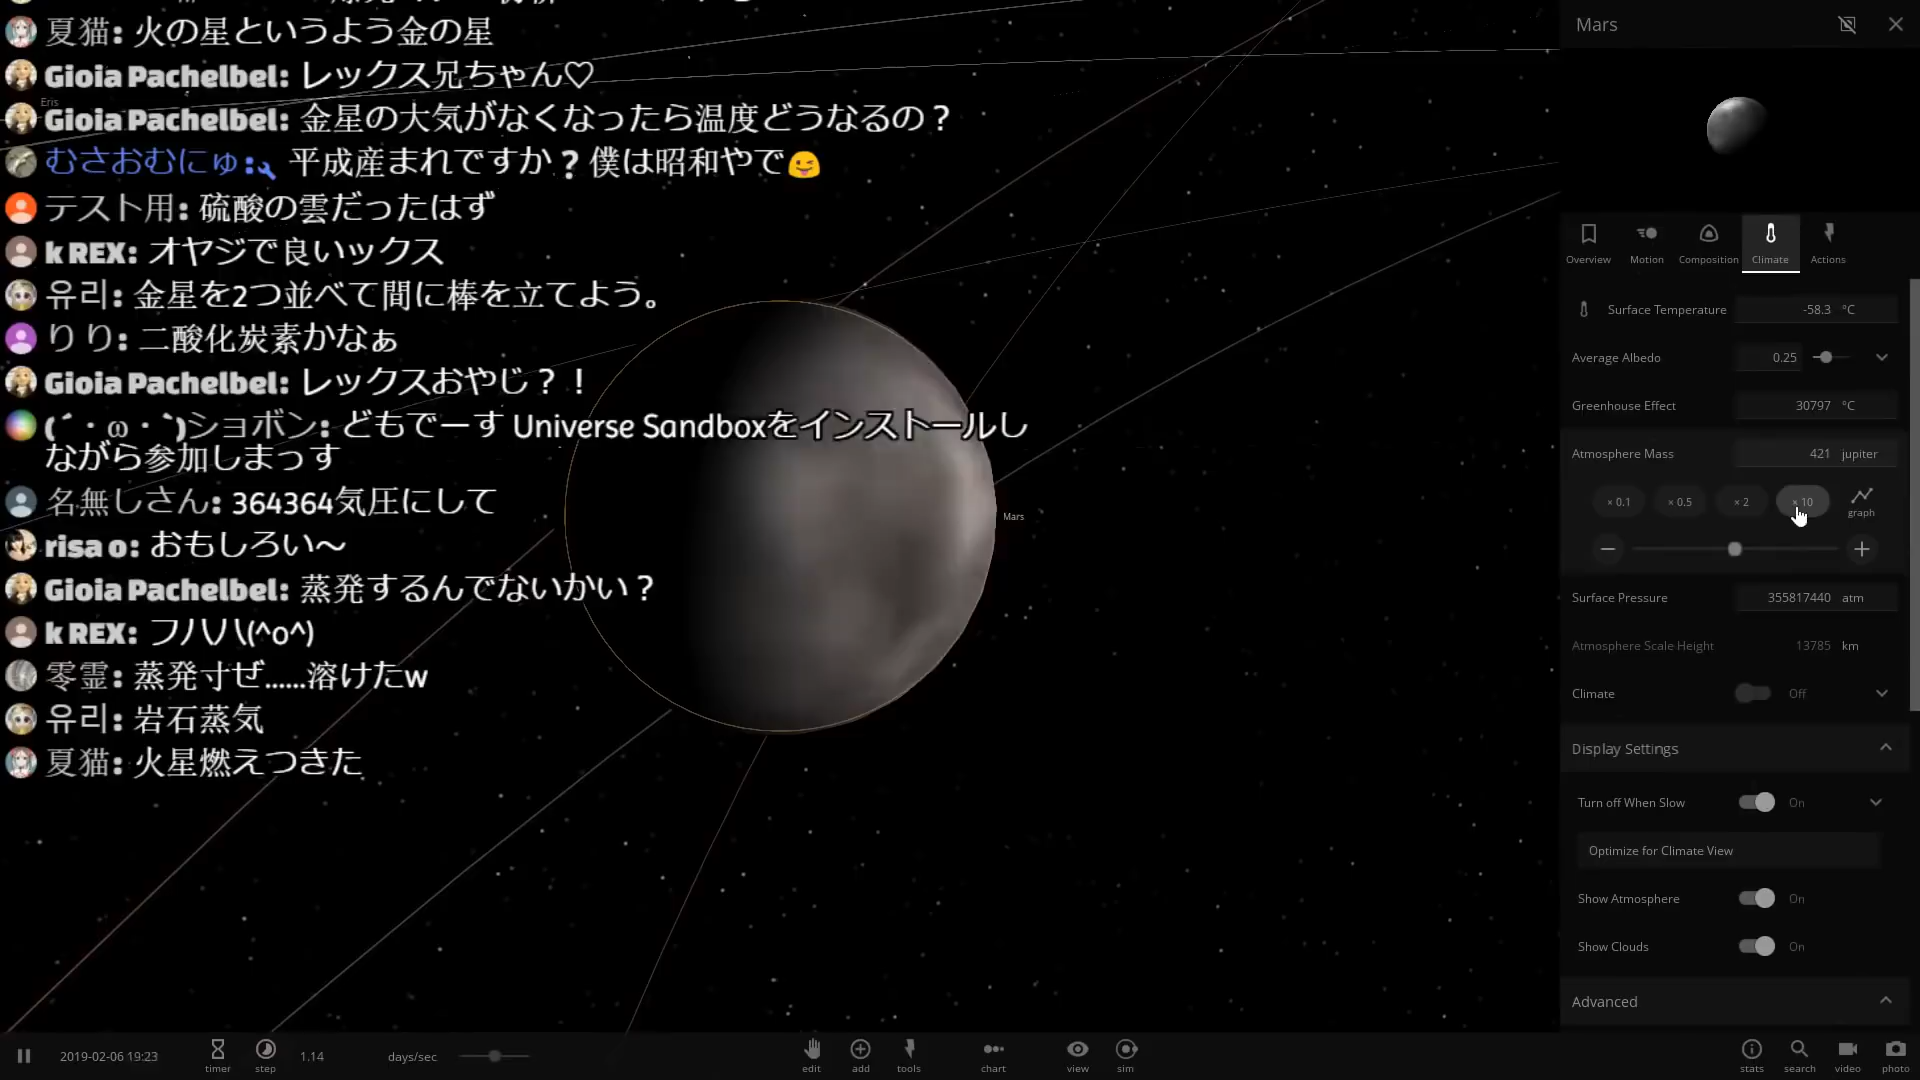 夏猫: 火の星というよう金の星
Gioia Pachelbel: レックス兄ちゃん♡
Eris
Gioia Pachelbel: 金星の大気がなくなったら温度どうなるの？
むさおむにゅ: 平成産まれですか？僕は昭和やで😜
テスト用: 硫酸の雲だったはず
k REX: オヤジで良いックス
유리: 金星を2つ並べて間に棒を立てよう。
りり: 二酸化炭素かなぁ
Gioia Pachelbel: レックスおやじ？！
(´・ω・`)ショボン: どもでーす Universe Sandboxをインストールし
ながら参加しまっす
名無しさん: 364364気圧にして
risa o: おもしろい〜
Gioia Pachelbel: 蒸発するんでないかい？
k REX: フハハ(^o^)
零霊: 蒸発寸ぜ......溶けたw
유리: 岩石蒸気
夏猫: 火星燃えつきた
Mars
Mars
Overview Motion Composition Climate Actions
Surface Temperature -58.3 °C
Average Albedo 0.25
Greenhouse Effect 30797 °C
Atmosphere Mass 421 jupiter
× 0.1 × 0.5 × 2 × 10 graph
Surface Pressure 355817440 atm
Atmosphere Scale Height 13785 km
Climate Off
Display Settings
Turn off When Slow On
Optimize for Climate View
Show Atmosphere On
Show Clouds On
Advanced
2019-02-06 19:23 timer step 1.14 days/sec edit add tools chart view sim stats search video photo